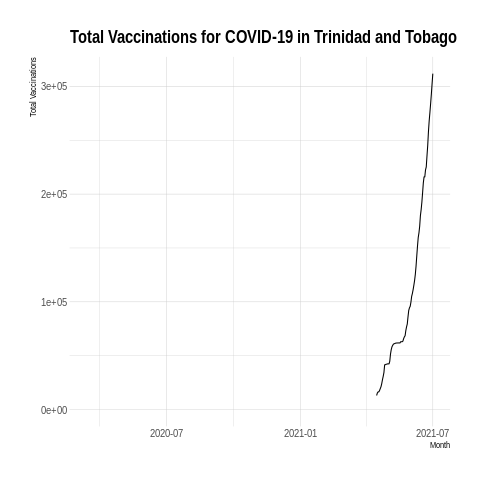 Total Vaccinations for COVID-19 in Trinidad and Tobago
Total Vaccinations
3e+05
2e+05
1e+05
0e+00
2020-07 2021-01 2021-07
Month